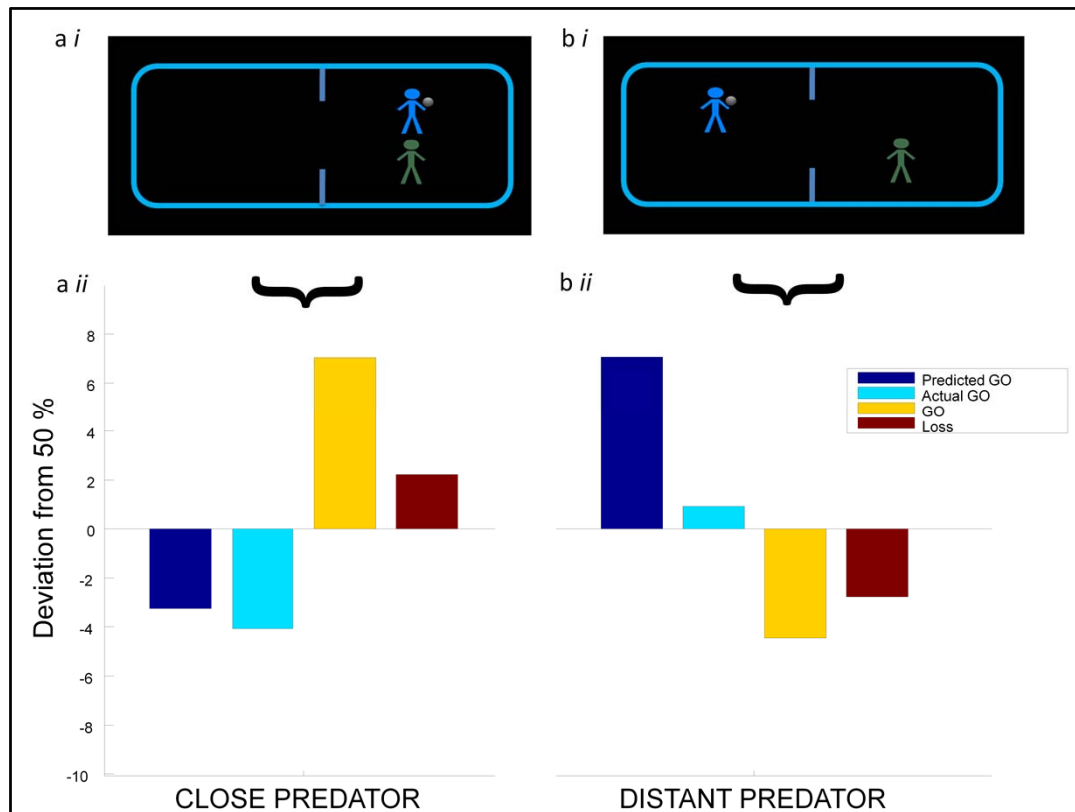 a i
b i
a ii
b ii
8
6
4
2
0
-2
-4
-6
-8
-10
Deviation from 50 %
Predicted GO
Actual GO
GO
Loss
CLOSE PREDATOR
DISTANT PREDATOR